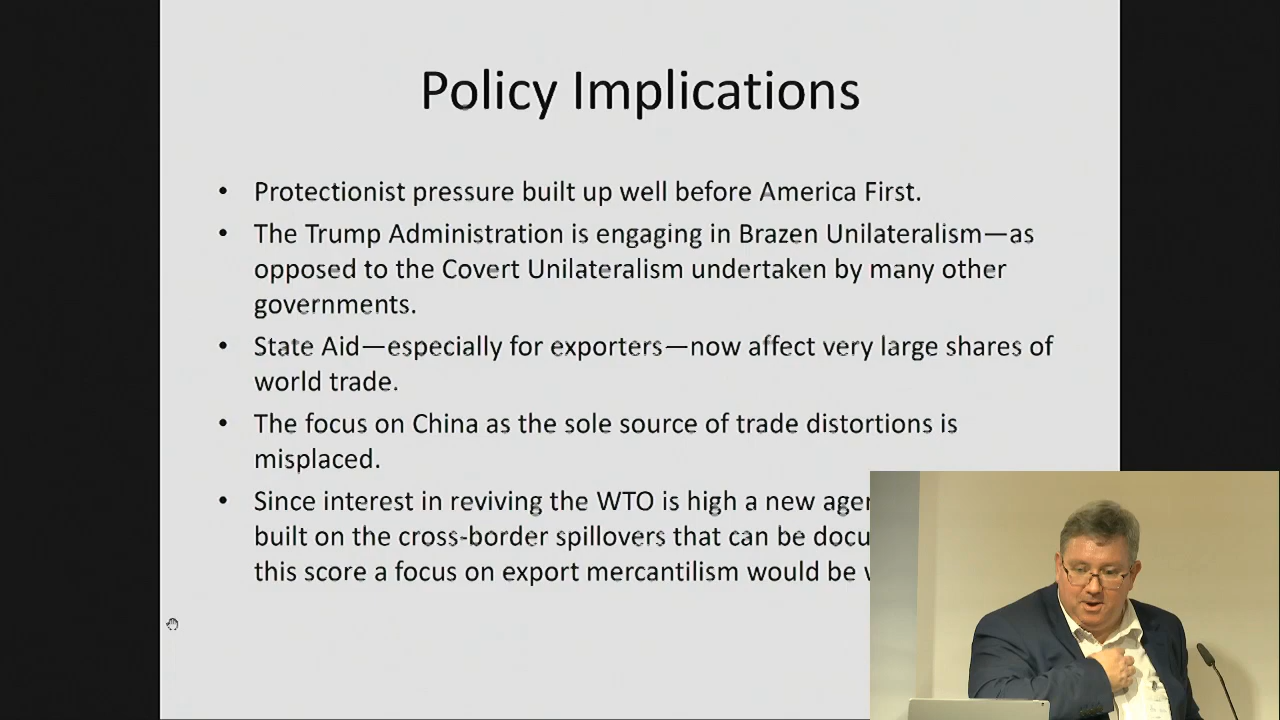 Policy Implications
• Protectionist pressure built up well before America First.
• The Trump Administration is engaging in Brazen Unilateralism—as
opposed to the Covert Unilateralism undertaken by many other
governments.
• State Aid—especially for exporters—now affect very large shares of
world trade.
• The focus on China as the sole source of trade distortions is
misplaced.
• Since interest in reviving the WTO is high a new
built on the cross-border spillovers that can be
this score a focus on export mercantilism would be